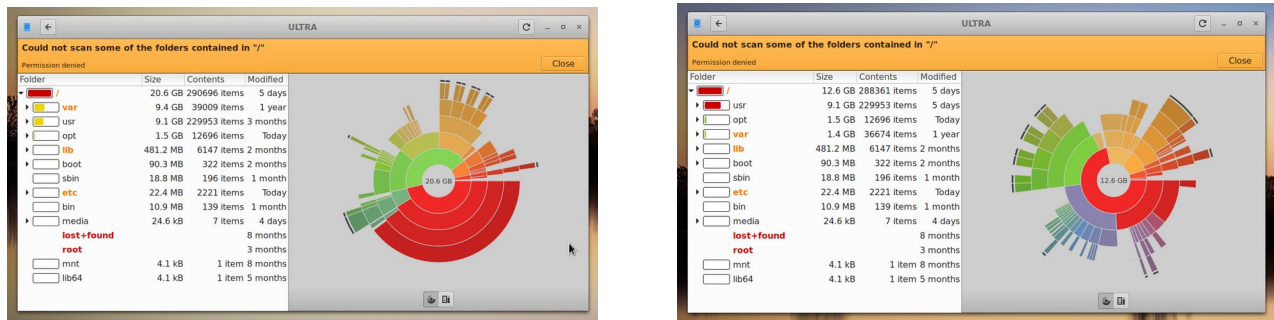 ULTRA
Could not scan some of the folders contained in "/"
Permission denied
Close
Folder Size Contents Modified
/ 20.6 GB 290696 items 5 days
var 9.4 GB 39009 items 1 year
usr 9.1 GB 229953 items 3 months
opt 1.5 GB 12696 items Today
lib 481.2 MB 6147 items 2 months
boot 90.3 MB 322 items 2 months
sbin 18.8 MB 196 items 1 month
etc 22.4 MB 2221 items Today
bin 10.9 MB 139 items 1 month
media 24.6 kB 7 items 4 days
lost+found 8 months
root 3 months
mnt 4.1 kB 1 item 8 months
lib64 4.1 kB 1 item 5 months
20.6 GB
ULTRA
Could not scan some of the folders contained in "/"
Permission denied
Close
Folder Size Contents Modified
/ 12.6 GB 288361 items 5 days
usr 9.1 GB 229953 items 5 days
opt 1.5 GB 12696 items Today
var 1.4 GB 36674 items 1 year
lib 481.2 MB 6147 items 2 months
boot 90.3 MB 322 items 2 months
sbin 18.8 MB 196 items 1 month
etc 22.4 MB 2221 items Today
bin 10.9 MB 139 items 1 month
media 24.6 kB 7 items 4 days
lost+found 8 months
root 3 months
mnt 4.1 kB 1 item 8 months
lib64 4.1 kB 1 item 5 months
12.6 GB